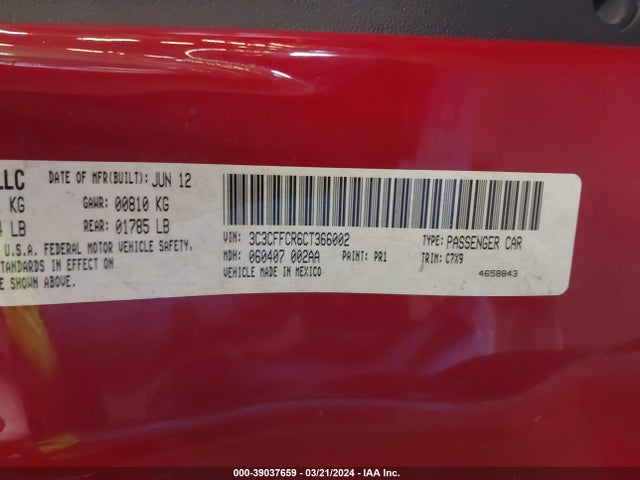 LLC DATE OF MFR(BUILT): JUN 12
KG GAWR: 00810 KG
LB REAR: 01785 LB
U.S.A. FEDERAL MOTOR VEHICLE SAFETY.
STANDARDS IN EFFECT ON
SHOWN ABOVE.
VIN: 3C3CFFCR6CT366002 TYPE: PASSENGER CAR
MDH: 060407 002AA PAINT: PR1 TRIM: C7X9
VEHICLE MADE IN MEXICO 4658843
000-39037659 - 03/21/2024 - IAA Inc.